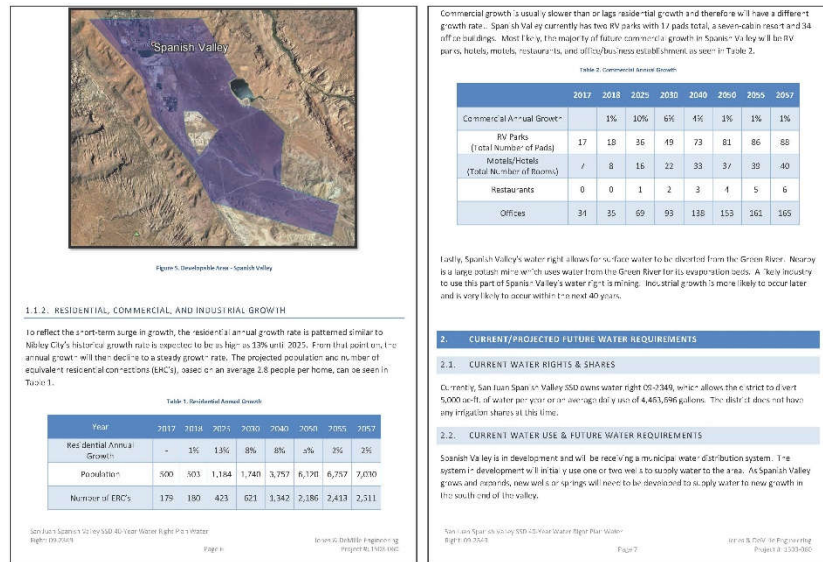 Spanish Valley
Figure 5. Developable Area - Spanish Valley
1.1.2. RESIDENTIAL, COMMERCIAL, AND INDUSTRIAL GROWTH
To reflect the short-term surge in growth, the residential annual growth rate is patterned similar to
Nibley City's historical growth rate is expected to be as high as 13% until 2025. From that point on, the
annual growth will then decline to a steady growth rate. The projected population and number of
equivalent residential connections (ERC's), based on an average 2.8 people per home, can be seen in
Table 1.
Table 1. Residential Annual Growth
Year 2017 2018 2025 2030 2040 2050 2055 2057
Residential Annual
Growth - 1% 13% 8% 8% 5% 2% 2%
Population 500 503 1,184 1,740 3,757 6,120 6,757 7,030
Number of ERC's 179 180 423 621 1,342 2,186 2,413 2,511
San Juan Spanish Valley SSD 40-Year Water Right Plan Water
Right: 09-2349 Jones & DeMille Engineering
Page 6 Project #: 1503-060
Commercial growth is usually slower than or lags residential growth and therefore will have a different
growth rate. Spanish Valley currently has two RV parks with 17 pads total, a seven-cabin resort and 34
office buildings. Most likely, the majority of future commercial growth in Spanish Valley will be RV
parks, hotels, motels, restaurants, and office/business establishment as seen in Table 2.
Table 2. Commercial Annual Growth
2017 2018 2025 2030 2040 2050 2055 2057
Commercial Annual Growth 1% 10% 6% 4% 1% 1% 1%
RV Parks
(Total Number of Pads) 17 18 36 49 73 81 86 88
Motels/Hotels
(Total Number of Rooms) 7 8 16 22 33 37 39 40
Restaurants 0 0 1 2 3 4 5 6
Offices 34 35 69 93 138 153 161 165
Lastly, Spanish Valley's water right allows for surface water to be diverted from the Green River. Nearby
is a large potash mine which uses water from the Green River for its evaporation beds. A likely industry
to use this part of Spanish Valley's water right is mining. Industrial growth is more likely to occur later
and is very likely to occur within the next 40 years.
2. CURRENT/PROJECTED FUTURE WATER REQUIREMENTS
2.1. CURRENT WATER RIGHTS & SHARES
Currently, San Juan Spanish Valley SSD owns water right 09-2349, which allows the district to divert
5,000 ac-ft. of water per year or an average daily use of 4,463,696 gallons. The district does not have
any irrigation shares at this time.
2.2. CURRENT WATER USE & FUTURE WATER REQUIREMENTS
Spanish Valley is in development and will be receiving a municipal water distribution system. The
system in development will initially use one or two wells to supply water to the area. As Spanish Valley
grows and expands, new wells or springs will need to be developed to supply water to new growth in
the south end of the valley.
San Juan Spanish Valley SSD 40-Year Water Right Plan Water
Right: 09-2349 Jones & DeMille Engineering
Page 7 Project #: 1503-060